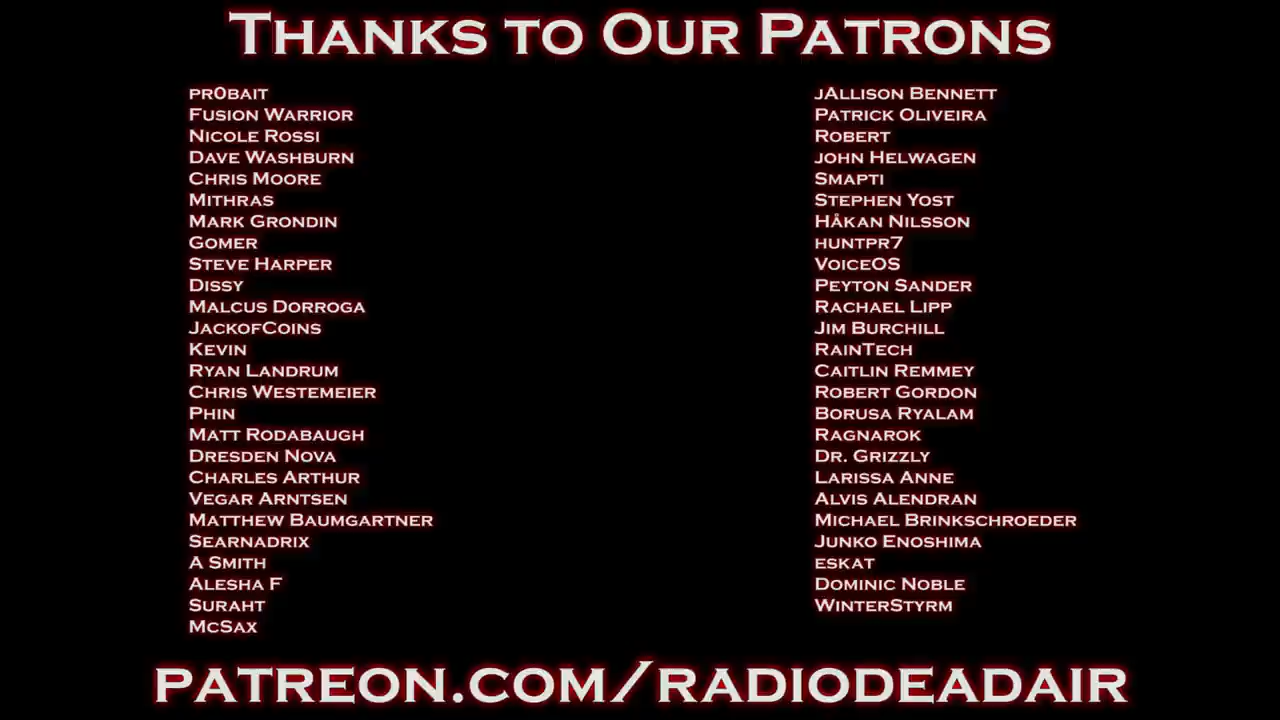 Thanks to Our Patrons
pr0bait
Fusion Warrior
Nicole Rossi
Dave Washburn
Chris Moore
Mithras
Mark Grondin
Gomer
Steve Harper
Dissy
Malcus Dorroga
JackofCoins
Kevin
Ryan Landrum
Chris Westemeier
Phin
Matt Rodabaugh
Dresden Nova
Charles Arthur
Vegar Arntsen
Matthew Baumgartner
Searnadrix
A Smith
Alesha F
Suraht
McSax
jAllison Bennett
Patrick Oliveira
Robert
john Helwagen
Smapti
Stephen Yost
Håkan Nilsson
huntpr7
VoiceOS
Peyton Sander
Rachael Lipp
Jim Burchill
RainTech
Caitlin Remmey
Robert Gordon
Borusa Ryalam
Ragnarok
Dr. Grizzly
Larissa Anne
Alvis Alendran
Michael Brinkschroeder
Junko Enoshima
eskat
Dominic Noble
WinterStyrm
patreon.com/radiodeadair